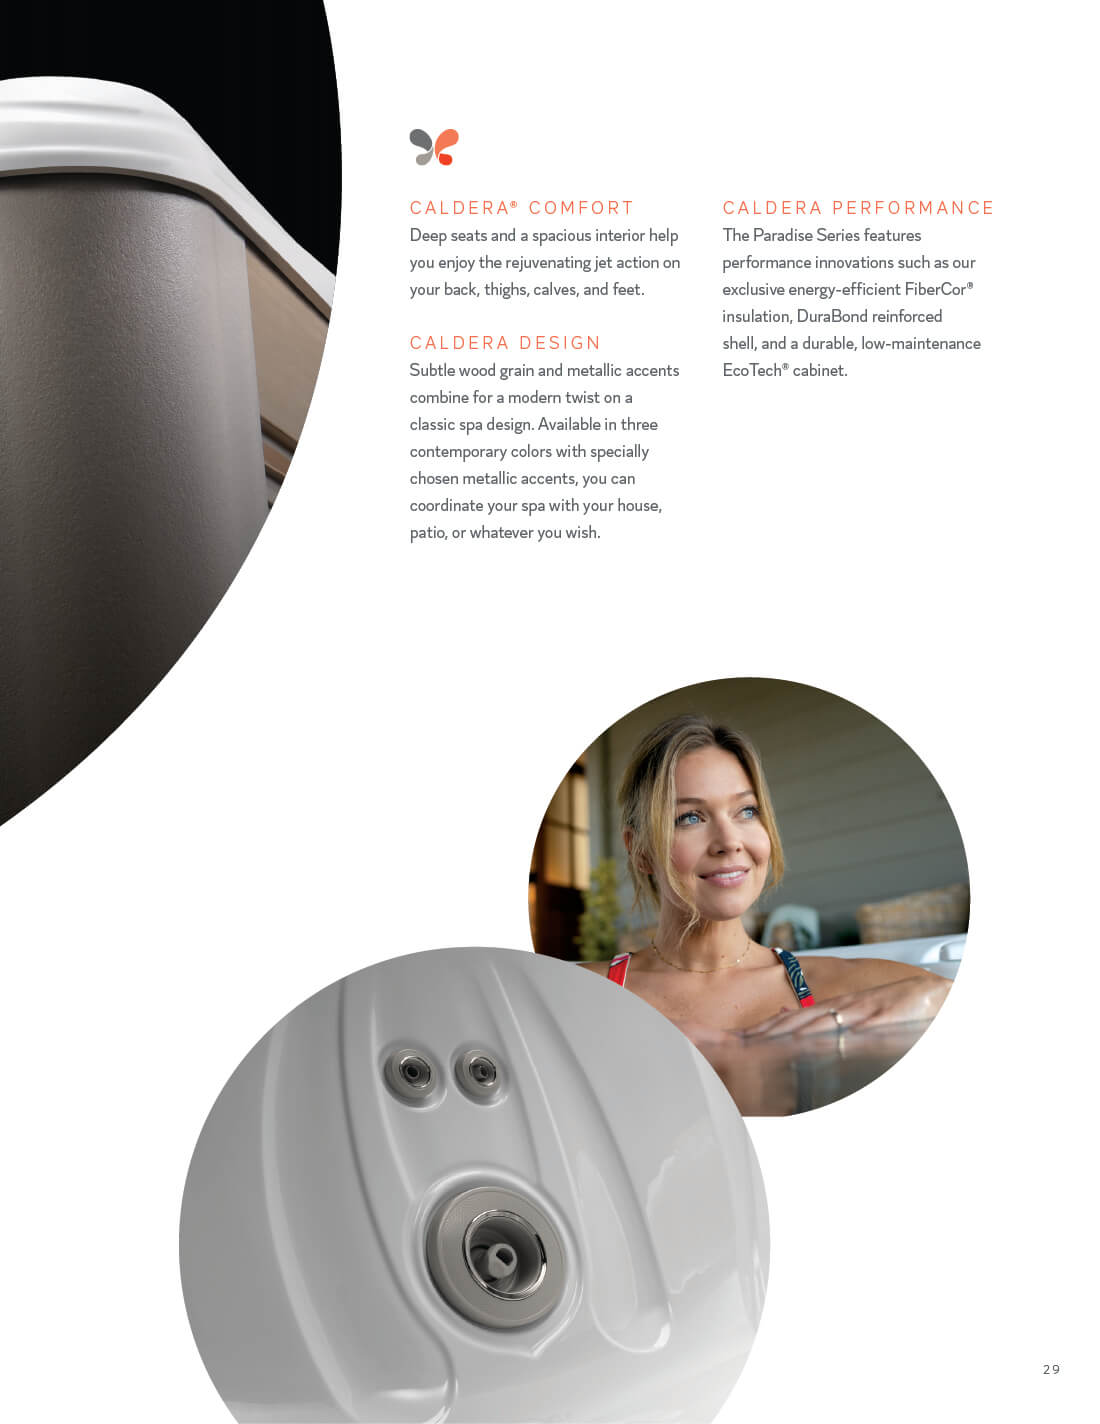 CALDERA® COMFORT
Deep seats and a spacious interior help
you enjoy the rejuvenating jet action on
your back, thighs, calves, and feet.
CALDERA DESIGN
Subtle wood grain and metallic accents
combine for a modern twist on a
classic spa design. Available in three
contemporary colors with specially
chosen metallic accents, you can
coordinate your spa with your house,
patio, or whatever you wish.
CALDERA PERFORMANCE
The Paradise Series features
performance innovations such as our
exclusive energy-efficient FiberCor®
insulation, DuraBond reinforced
shell, and a durable, low-maintenance
EcoTech® cabinet.
29